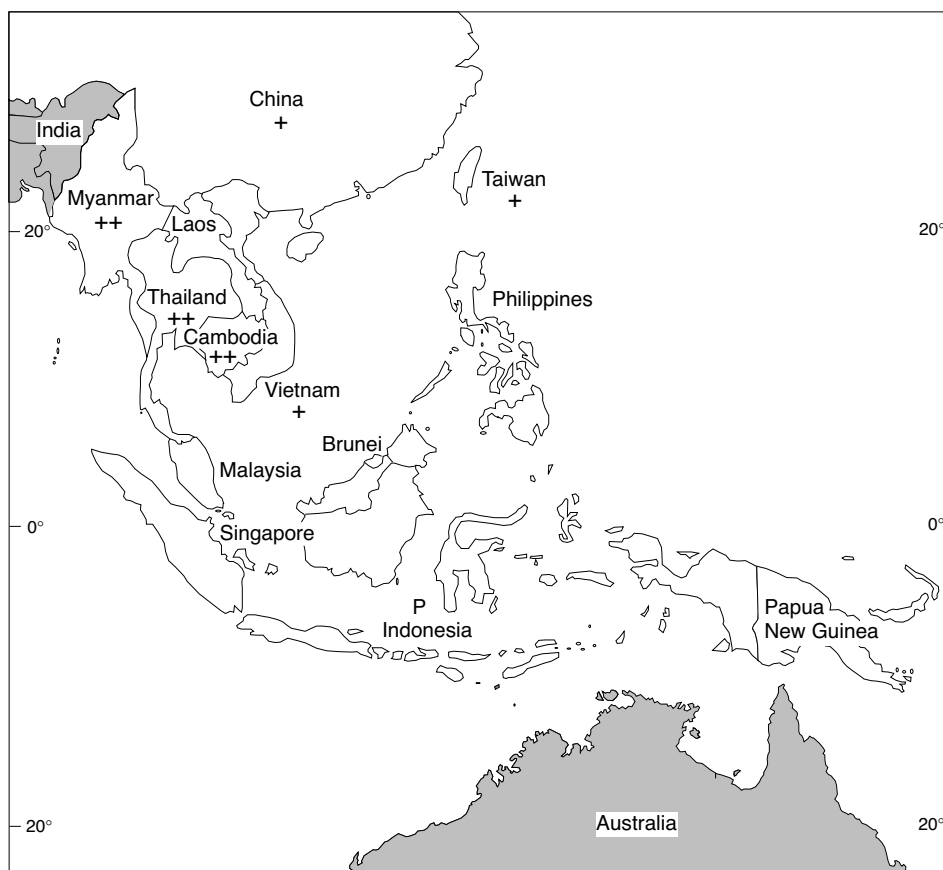 China
+
India
Taiwan
+
Myanmar
++
Laos
20° 20°
Philippines
Thailand
++
Cambodia
++
Vietnam
+
Brunei
Malaysia
0° 0°
Singapore
P
Indonesia
Papua
New Guinea
Australia
20° 20°